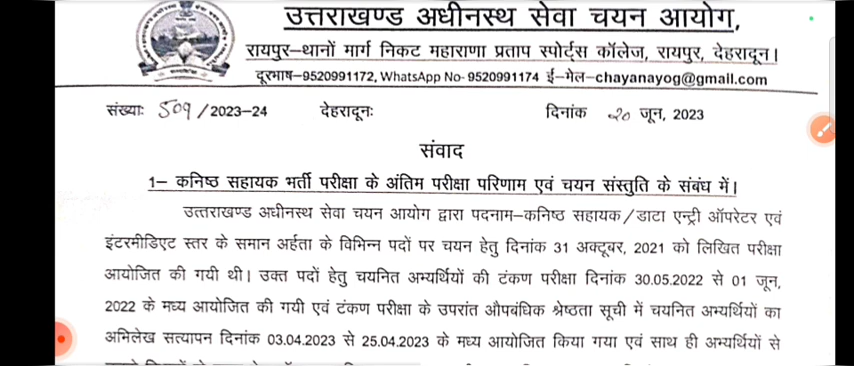 उत्तराखण्ड अधीनस्थ सेवा चयन आयोग,
रायपुर–थानों मार्ग निकट महाराणा प्रताप स्पोर्ट्स कॉलेज, रायपुर, देहरादून।
दूरभाष–9520991172, WhatsApp No- 9520991174 ई–मेल–chayanayog@gmail.com
संख्याः 509 /2023–24 देहरादूनः दिनांक 20 जून, 2023
संवाद
1– कनिष्ठ सहायक भर्ती परीक्षा के अंतिम परीक्षा परिणाम एवं चयन संस्तुति के संबंध में।
उत्तराखण्ड अधीनस्थ सेवा चयन आयोग द्वारा पदनाम–कनिष्ठ सहायक/डाटा एन्ट्री ऑपरेटर एवं
इंटरमीडिएट स्तर के समान अर्हता के विभिन्न पदों पर चयन हेतु दिनांक 31 अक्टूबर, 2021 को लिखित परीक्षा
आयोजित की गयी थी। उक्त पदों हेतु चयनित अभ्यर्थियों की टंकण परीक्षा दिनांक 30.05.2022 से 01 जून,
2022 के मध्य आयोजित की गयी एवं टंकण परीक्षा के उपरांत औपबंधिक श्रेष्ठता सूची में चयनित अभ्यर्थियों का
अभिलेख सत्यापन दिनांक 03.04.2023 से 25.04.2023 के मध्य आयोजित किया गया एवं साथ ही अभ्यर्थियों से